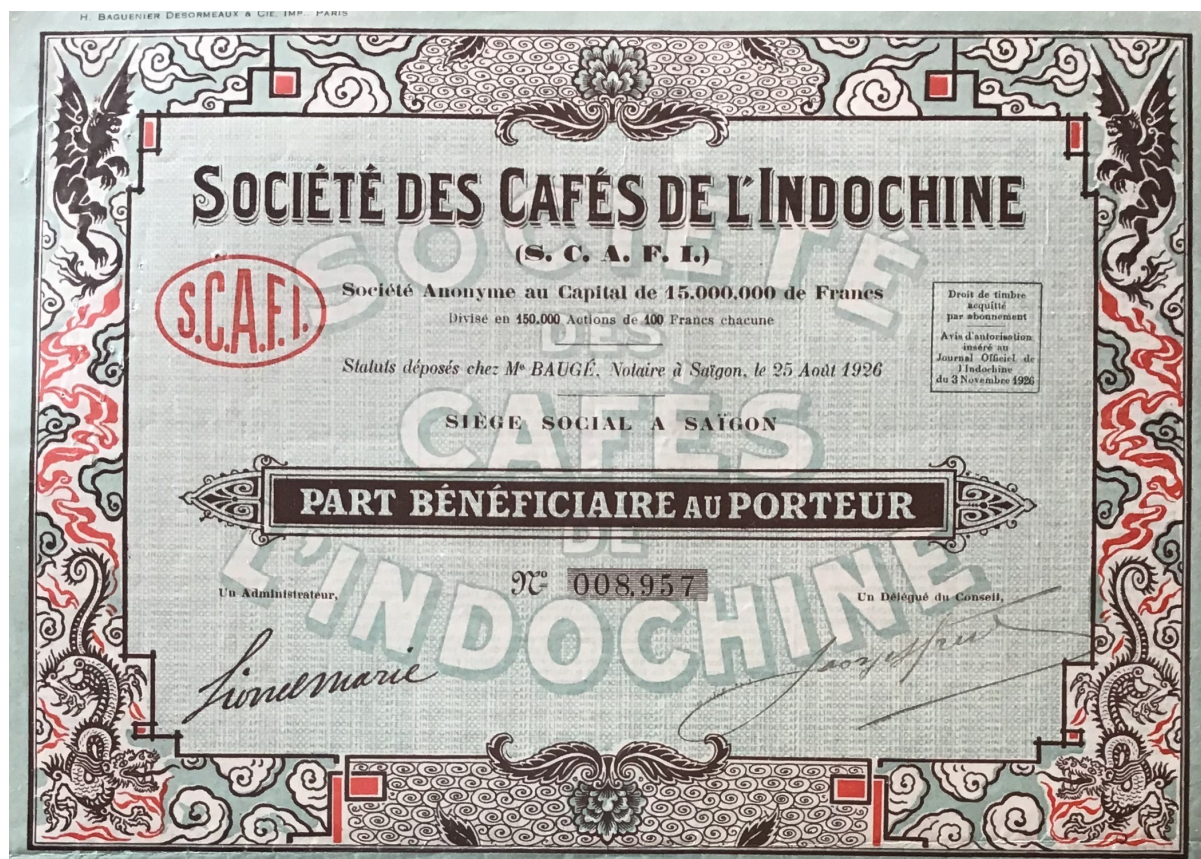 H. BAGUENIER DESORMEAUX & CIE, IMP., PARIS
SOCIÉTÉ DES CAFÉS DE L'INDOCHINE
(S. C. A. F. I.)
S.C.A.F.I.
Société Anonyme au Capital de 15.000.000 de Francs
Divisé en 150.000 Actions de 100 Francs chacune
Statuts déposés chez Me BAUGÉ, Notaire à Saïgon, le 25 Août 1926
Droit de timbre
acquitté
par abonnement
Avis d'autorisation
inséré au
Journal Officiel de
l'Indochine
du 3 Novembre 1926
SIÈGE SOCIAL A SAÏGON
PART BÉNÉFICIAIRE AU PORTEUR
No 008,957
Un Administrateur,
Un Délégué du Conseil,
Lionelmarie
SOCIÉTÉ
DES
CAFÉS
DE
L'INDOCHINE